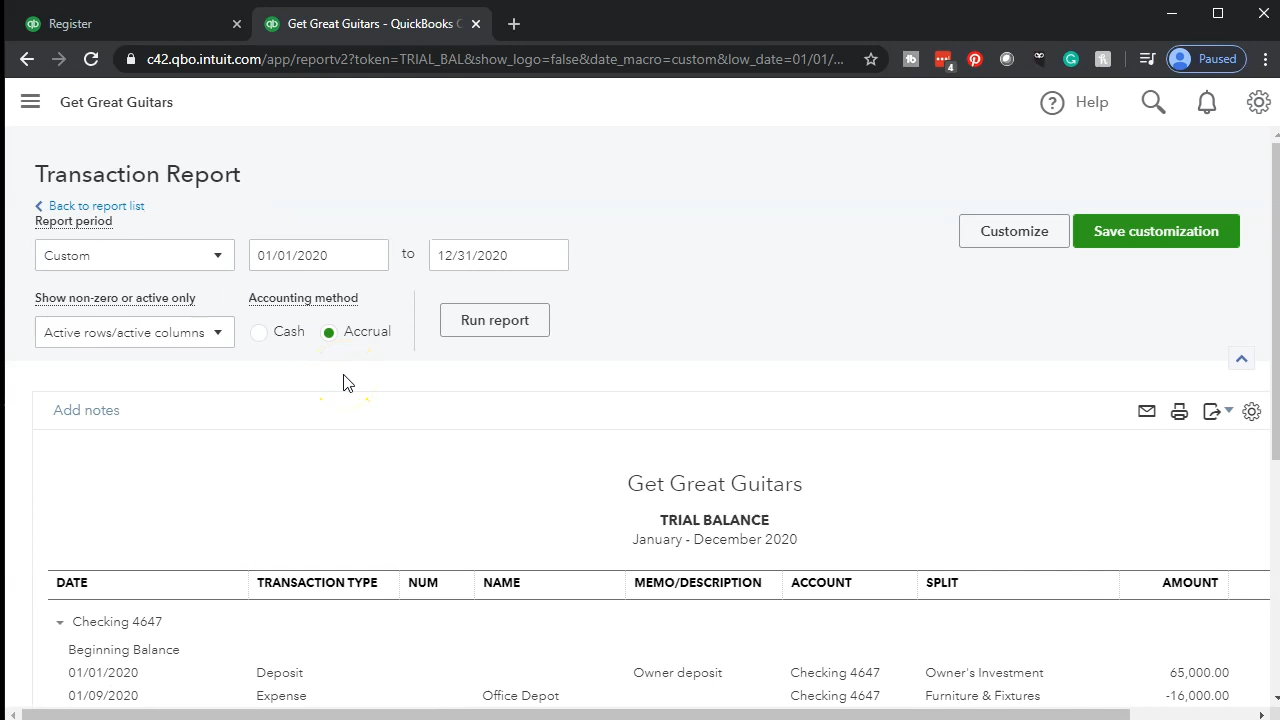 Register
Get Great Guitars - QuickBooks C
c42.qbo.intuit.com/app/reportv2?token=TRIAL_BAL&show_logo=false&date_macro=custom&low_date=01/01/...
4
Paused
Get Great Guitars
Help
Transaction Report
Back to report list
Report period
Customize
Save customization
Custom
01/01/2020
to
12/31/2020
Show non-zero or active only
Accounting method
Active rows/active columns
Cash
Accrual
Run report
Add notes
Get Great Guitars
TRIAL BALANCE
January - December 2020
DATE TRANSACTION TYPE NUM NAME MEMO/DESCRIPTION ACCOUNT SPLIT AMOUNT
Checking 4647
Beginning Balance
01/01/2020 Deposit Owner deposit Checking 4647 Owner's Investment 65,000.00
01/09/2020 Expense Office Depot Checking 4647 Furniture & Fixtures -16,000.00